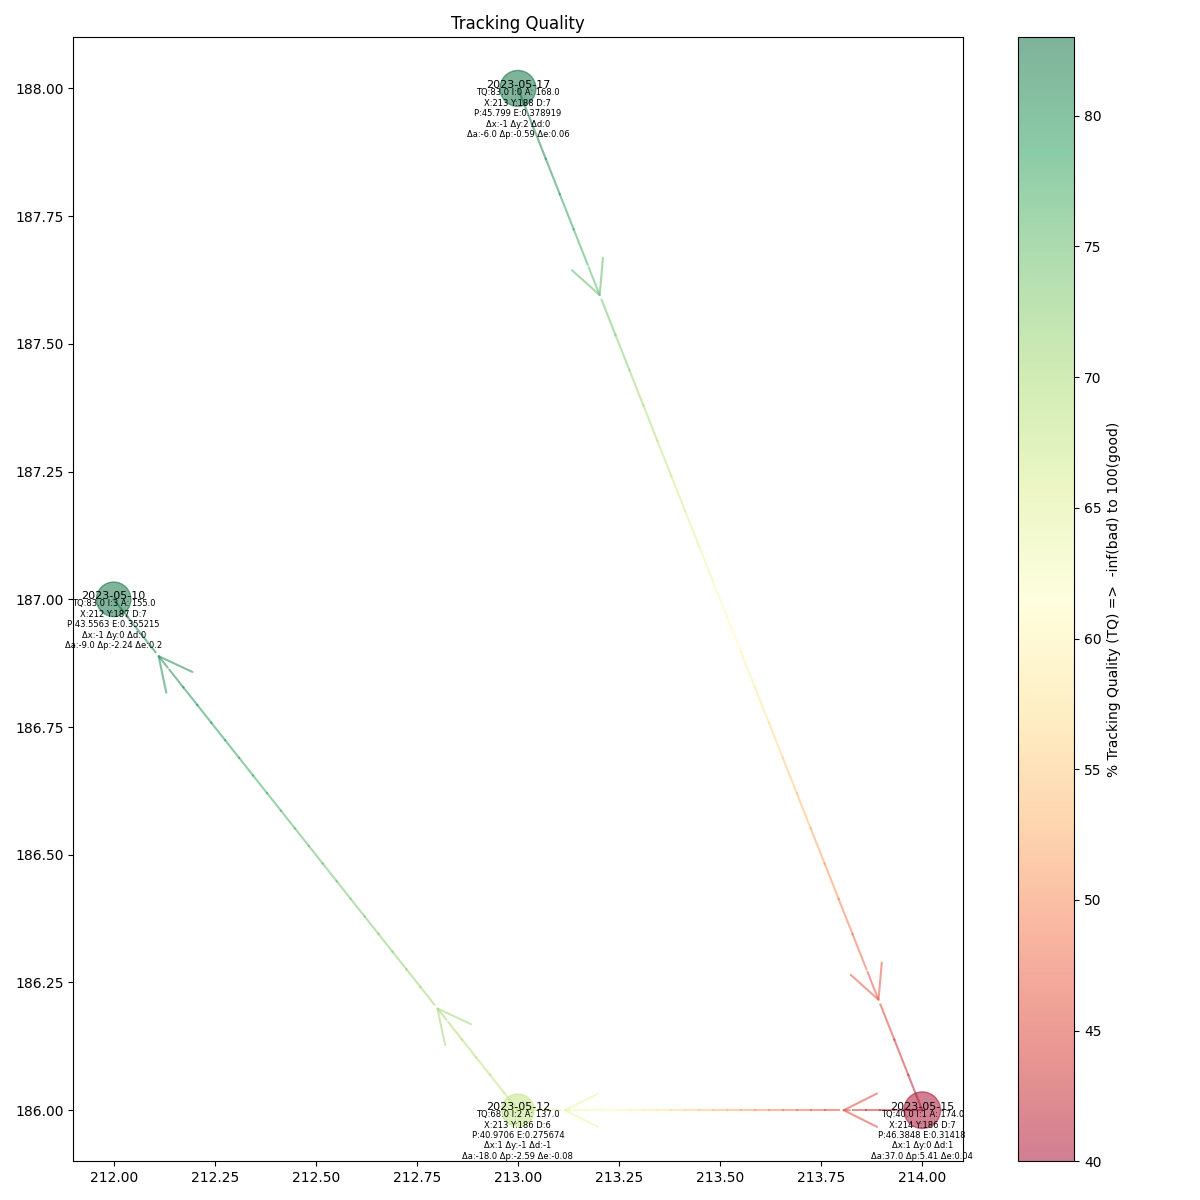 Tracking Quality
188.00
187.75
187.50
187.25
187.00
186.75
186.50
186.25
186.00
2023-05-17
TQ:83.0 I:0 A: 168.0
X:213 Y:188 D:7
P:45.799 E:0.378919
Δx:-1 Δy:2 Δd:0
Δa:-6.0 Δp:-0.59 Δe:0.06
2023-05-10
TQ:83.0 I:3 A: 155.0
X:212 Y:187 D:7
P:43.5563 E:0.355215
Δx:-1 Δy:0 Δd:0
Δa:-9.0 Δp:-2.24 Δe:0.2
2023-05-12
TQ:68.0 I:2 A: 137.0
X:213 Y:186 D:6
P:40.9706 E:0.275674
Δx:1 Δy:-1 Δd:-1
Δa:-18.0 Δp:-2.59 Δe:-0.08
2023-05-15
TQ:40.0 I:1 A: 174.0
X:214 Y:186 D:7
P:46.3848 E:0.31418
Δx:1 Δy:0 Δd:1
Δa:37.0 Δp:5.41 Δe:0.04
212.00 212.25 212.50 212.75 213.00 213.25 213.50 213.75 214.00
80
75
70
65
60
55
50
45
40
% Tracking Quality (TQ) => -inf(bad) to 100(good)